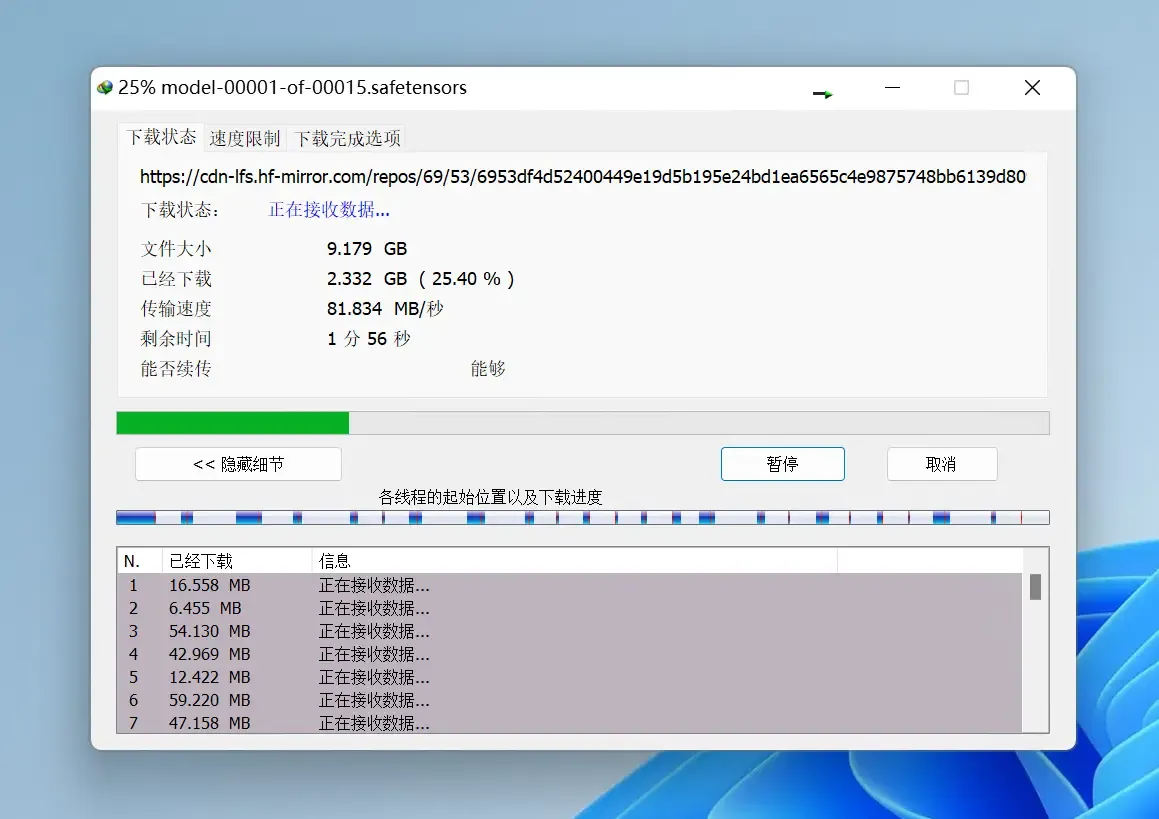 25% model-00001-of-00015.safetensors
下载状态 速度限制 下载完成选项
https://cdn-lfs.hf-mirror.com/repos/69/53/6953df4d52400449e19d5b195e24bd1ea6565c4e9875748bb6139d80
下载状态： 正在接收数据...
文件大小 9.179 GB
已经下载 2.332 GB ( 25.40 % )
传输速度 81.834 MB/秒
剩余时间 1 分 56 秒
能否续传 能够
<< 隐藏细节 暂停 取消
各线程的起始位置以及下载进度
N. 已经下载 信息
1 16.558 MB 正在接收数据...
2 6.455 MB 正在接收数据...
3 54.130 MB 正在接收数据...
4 42.969 MB 正在接收数据...
5 12.422 MB 正在接收数据...
6 59.220 MB 正在接收数据...
7 47.158 MB 正在接收数据...